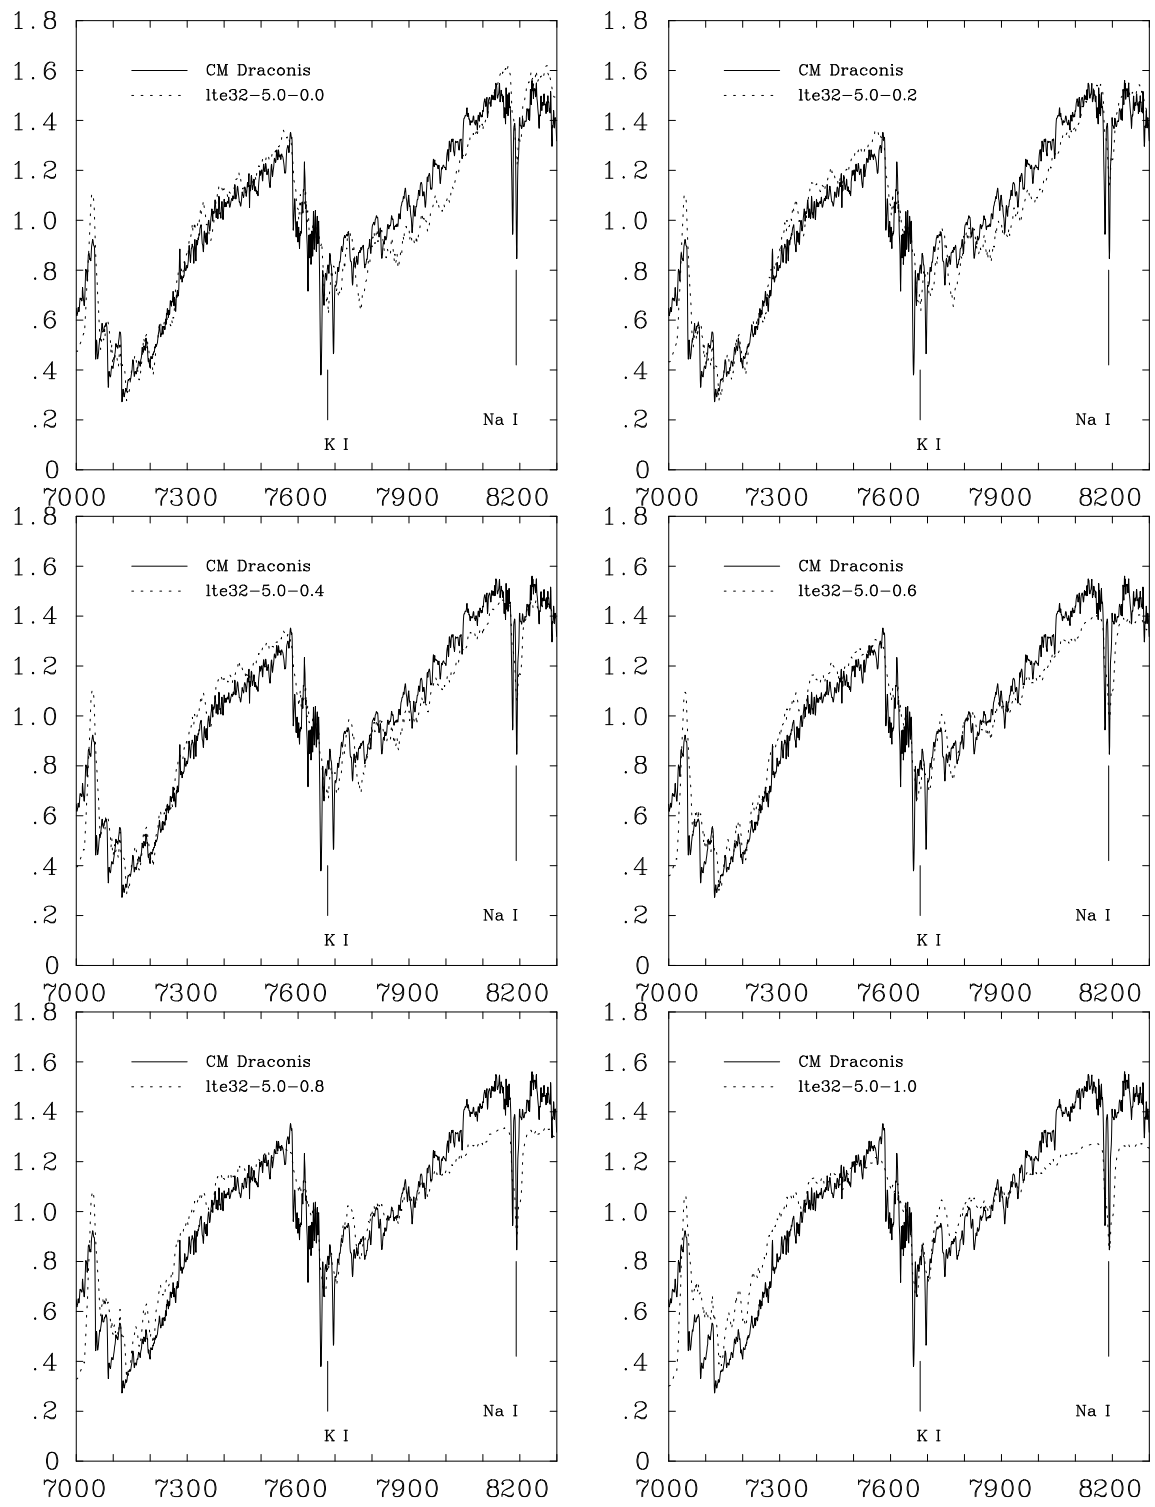 1.8 1.8
1.6 CM Draconis 1.6 CM Draconis
lte32-5.0-0.0 lte32-5.0-0.2
1.4 1.4
1.2 1.2
1.0 1.0
.8 .8
.6 .6
.4 .4
.2 Na I .2 Na I
K I K I
0 0
7000 7300 7600 7900 8200 7000 7300 7600 7900 8200
1.8 1.8
1.6 CM Draconis 1.6 CM Draconis
lte32-5.0-0.4 lte32-5.0-0.6
1.4 1.4
1.2 1.2
1.0 1.0
.8 .8
.6 .6
.4 .4
.2 Na I .2 Na I
K I K I
0 0
7000 7300 7600 7900 8200 7000 7300 7600 7900 8200
1.8 1.8
1.6 CM Draconis 1.6 CM Draconis
lte32-5.0-0.8 lte32-5.0-1.0
1.4 1.4
1.2 1.2
1.0 1.0
.8 .8
.6 .6
.4 .4
.2 Na I .2 Na I
K I K I
0 0
7000 7300 7600 7900 8200 7000 7300 7600 7900 8200